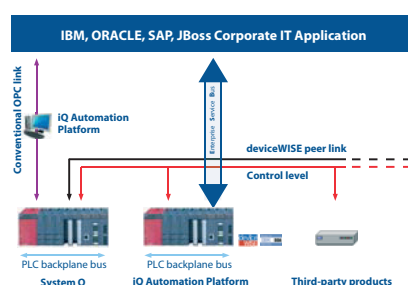 IBM, ORACLE, SAP, JBoss Corporate IT Application
Conventional OPC link
iQ Automation
Platform
Enterprise Service Bus
deviceWISE peer link
Control level
PLC backplane bus
PLC backplane bus
System Q
iQ Automation Platform
Third-party products